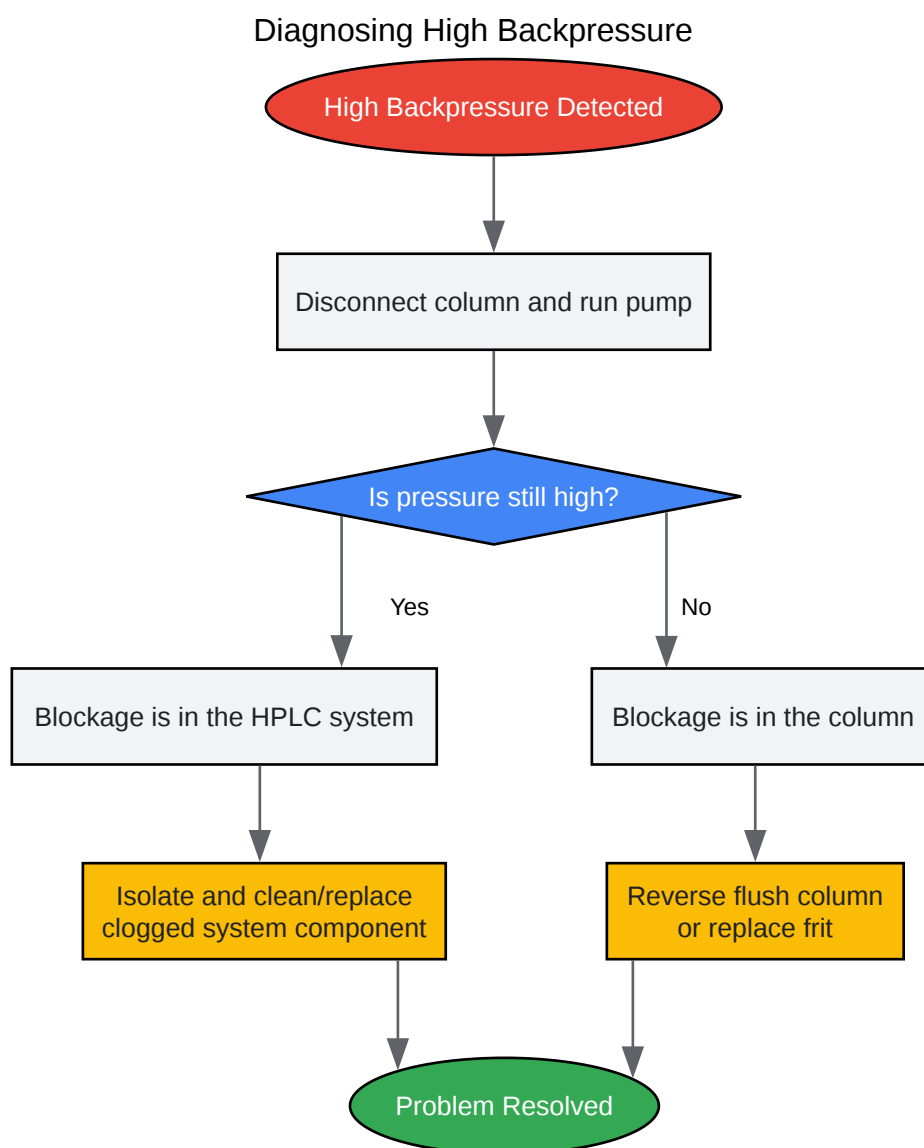 Diagnosing High Backpressure
High Backpressure Detected
Disconnect column and run pump
Is pressure still high?
Yes
No
Blockage is in the HPLC system
Blockage is in the column
Isolate and clean/replace
clogged system component
Reverse flush column
or replace frit
Problem Resolved